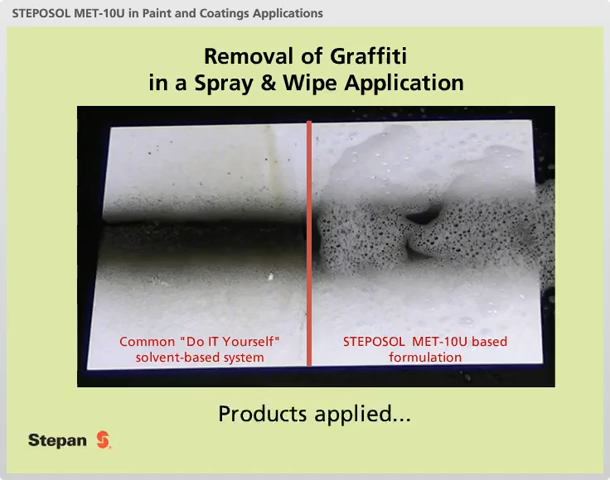 STEPOSOL MET-10U in Paint and Coatings Applications
Removal of Graffiti
in a Spray & Wipe Application
Common "Do IT Yourself"
solvent-based system
STEPOSOL MET-10U based
formulation
Products applied...
Stepan